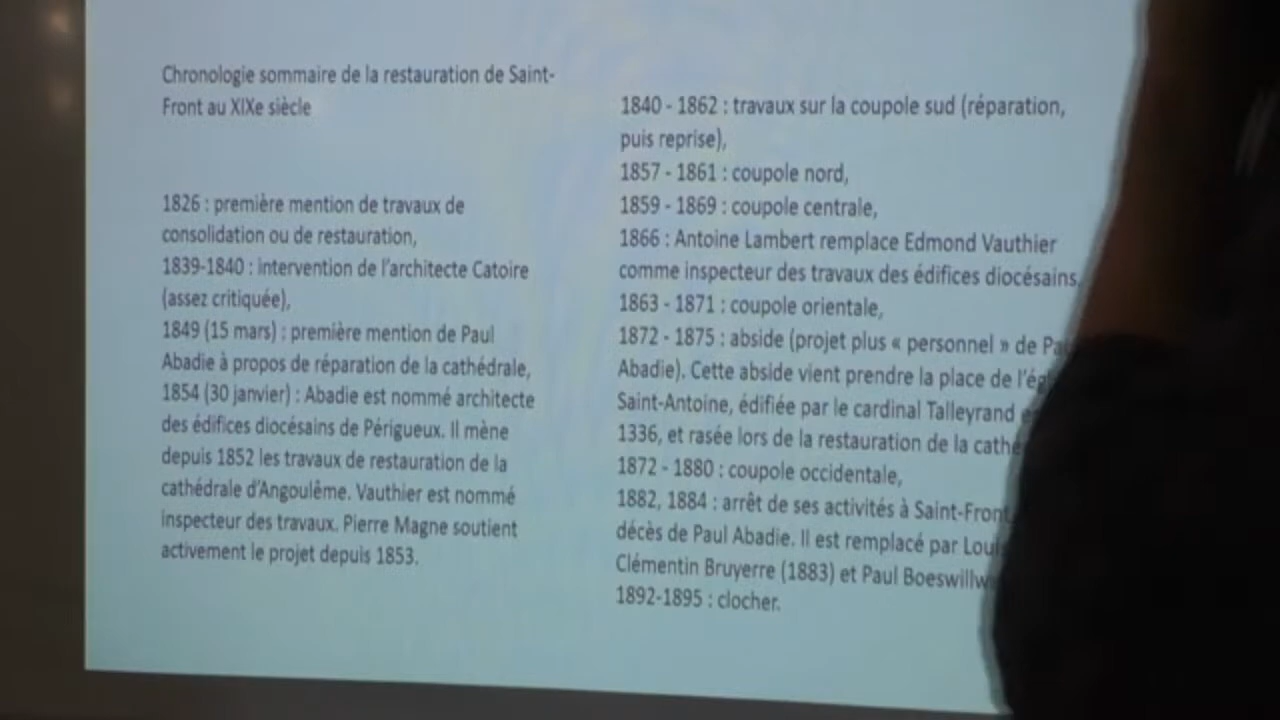 Chronologie sommaire de la restauration de Saint-
Front au XIXe siècle
1826 : première mention de travaux de
consolidation ou de restauration,
1839-1840 : intervention de l'architecte Catoire
(assez critiquée),
1849 (15 mars) : première mention de Paul
Abadie à propos de réparation de la cathédrale,
1854 (30 janvier) : Abadie est nommé architecte
des édifices diocésains de Périgueux. Il mène
depuis 1852 les travaux de restauration de la
cathédrale d'Angoulême. Vauthier est nommé
inspecteur des travaux. Pierre Magne soutient
activement le projet depuis 1853.
1840 - 1862 : travaux sur la coupole sud (réparation,
puis reprise),
1857 - 1861 : coupole nord,
1859 - 1869 : coupole centrale,
1866 : Antoine Lambert remplace Edmond Vauthier
comme inspecteur des travaux des édifices diocésains,
1863 - 1871 : coupole orientale,
1872 - 1875 : abside (projet plus « personnel » de
Abadie). Cette abside vient prendre la place de
Saint-Antoine, édifiée par le cardinal Talleyrand
1336, et rasée lors de la restauration de la
1872 - 1880 : coupole occidentale,
1882, 1884 : arrêt de ses activités à Saint-Front
décès de Paul Abadie. Il est remplacé par
Clémentin Bruyerre (1883) et Paul
1892-1895 : clocher.